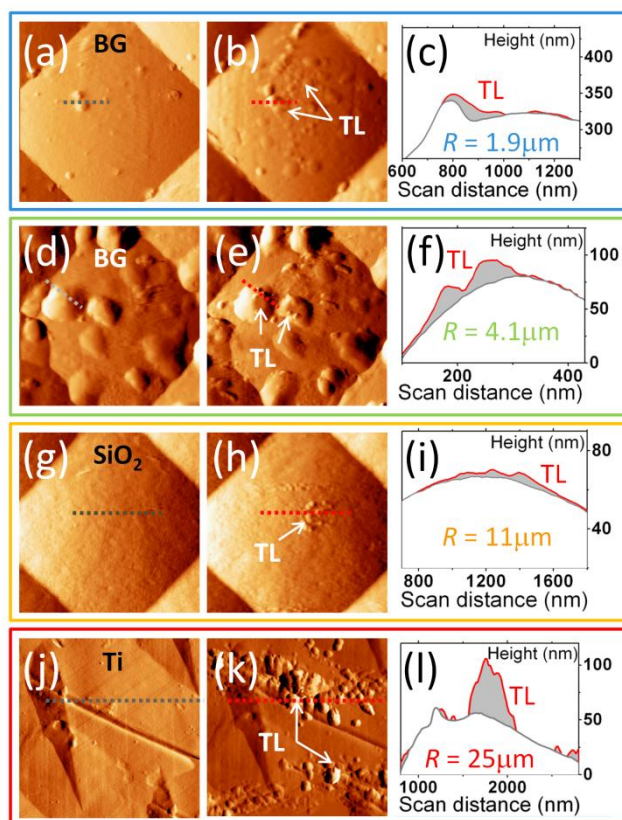 (a) BG (b) TL (c) Height (nm)
400
350
300
TL
R = 1.9µm
600 800 1000 1200
Scan distance (nm)
(d) BG (e) TL (f) Height (nm)
100
50
0
TL
R = 4.1µm
200 400
Scan distance (nm)
(g) SiO₂ (h) TL (i) Height (nm)
80
60
40
TL
R = 11µm
800 1200 1600
Scan distance (nm)
(j) Ti (k) TL (l) Height (nm)
100
50
0
TL
R = 25µm
1000 2000
Scan distance (nm)